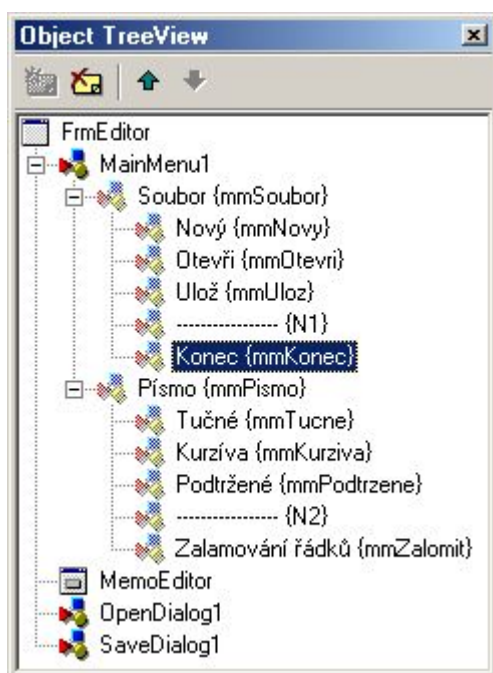 Object TreeView
FrmEditor
MainMenu1
Soubor {mmSoubor}
Nový {mmNovy}
Otevři {mmOtevri}
Ulož {mmUloz}
---------------- {N1}
Konec {mmKonec}
Písmo {mmPismo}
Tučné {mmTucne}
Kurzíva {mmKurziva}
Podtržené {mmPodtrzene}
---------------- {N2}
Zalamování řádků {mmZalomit}
MemoEditor
OpenDialog1
SaveDialog1